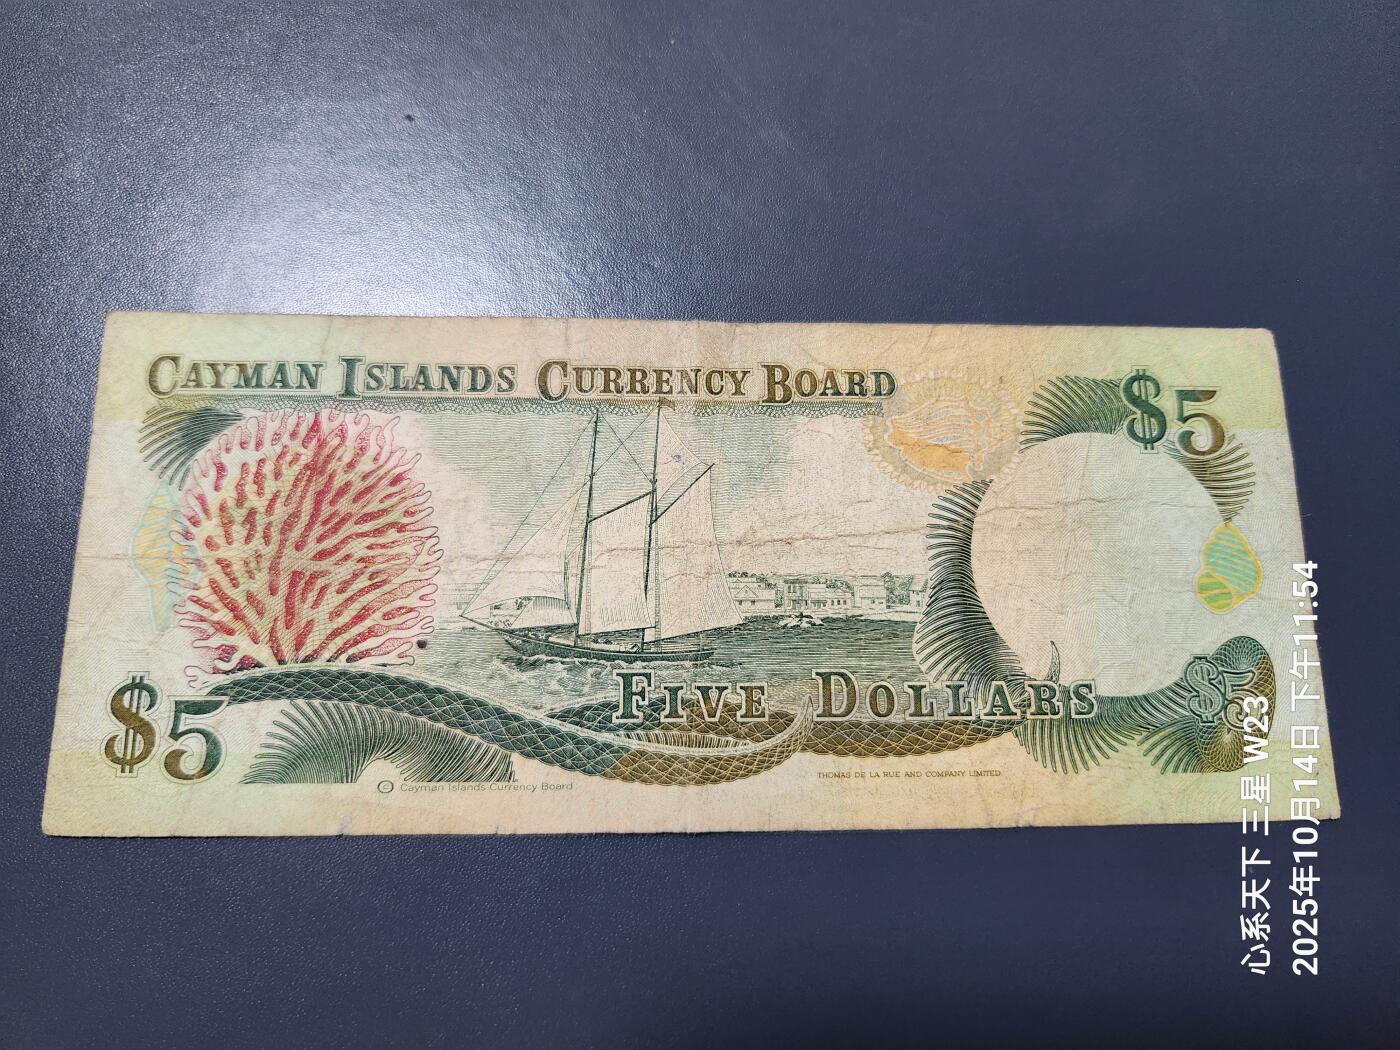 CAYMAN ISLANDS CURRENCY BOARD
$5
$5
$5
FIVE DOLLARS
THOMAS DE LA RUE AND COMPANY LIMITED
© Cayman Islands Currency Board
心系天下 三星 W23
2025年10月14日 下午11:54